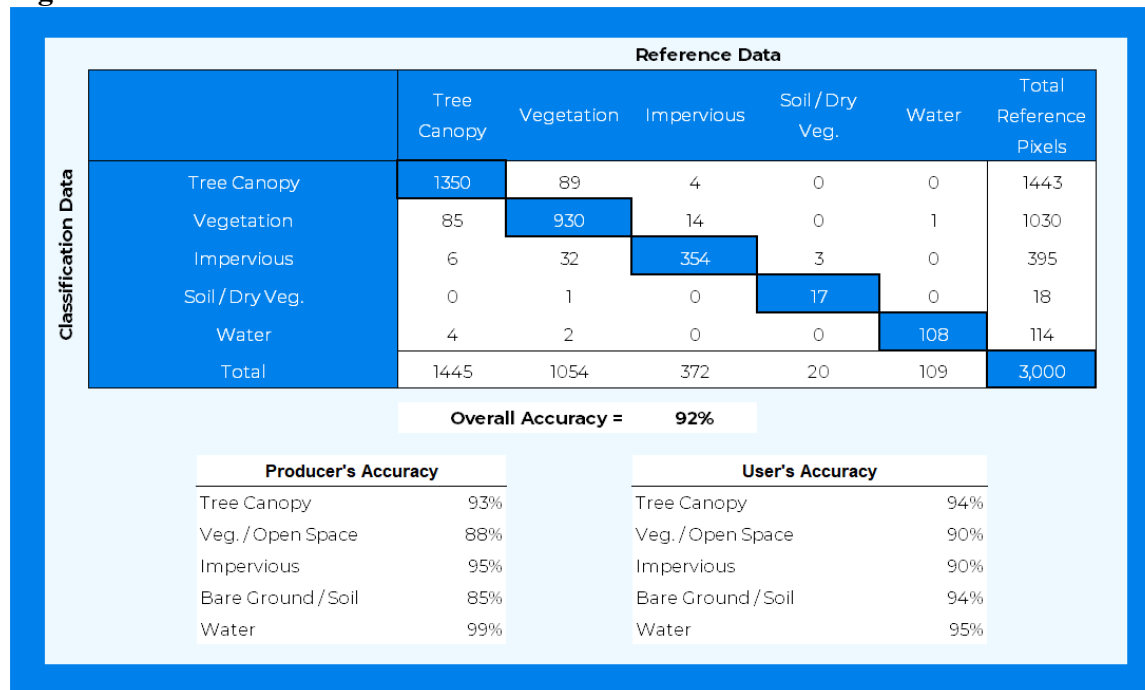 Reference Data
Tree Canopy Vegetation Impervious Soil / Dry Veg. Water Total Reference Pixels
Classification Data
Tree Canopy 1350 89 4 0 0 1443
Vegetation 85 930 14 0 1 1030
Impervious 6 32 354 3 0 395
Soil / Dry Veg. 0 1 0 17 0 18
Water 4 2 0 0 108 114
Total 1445 1054 372 20 109 3,000
Overall Accuracy = 92%
Producer's Accuracy
Tree Canopy 93%
Veg. / Open Space 88%
Impervious 95%
Bare Ground / Soil 85%
Water 99%
User's Accuracy
Tree Canopy 94%
Veg. / Open Space 90%
Impervious 90%
Bare Ground / Soil 94%
Water 95%